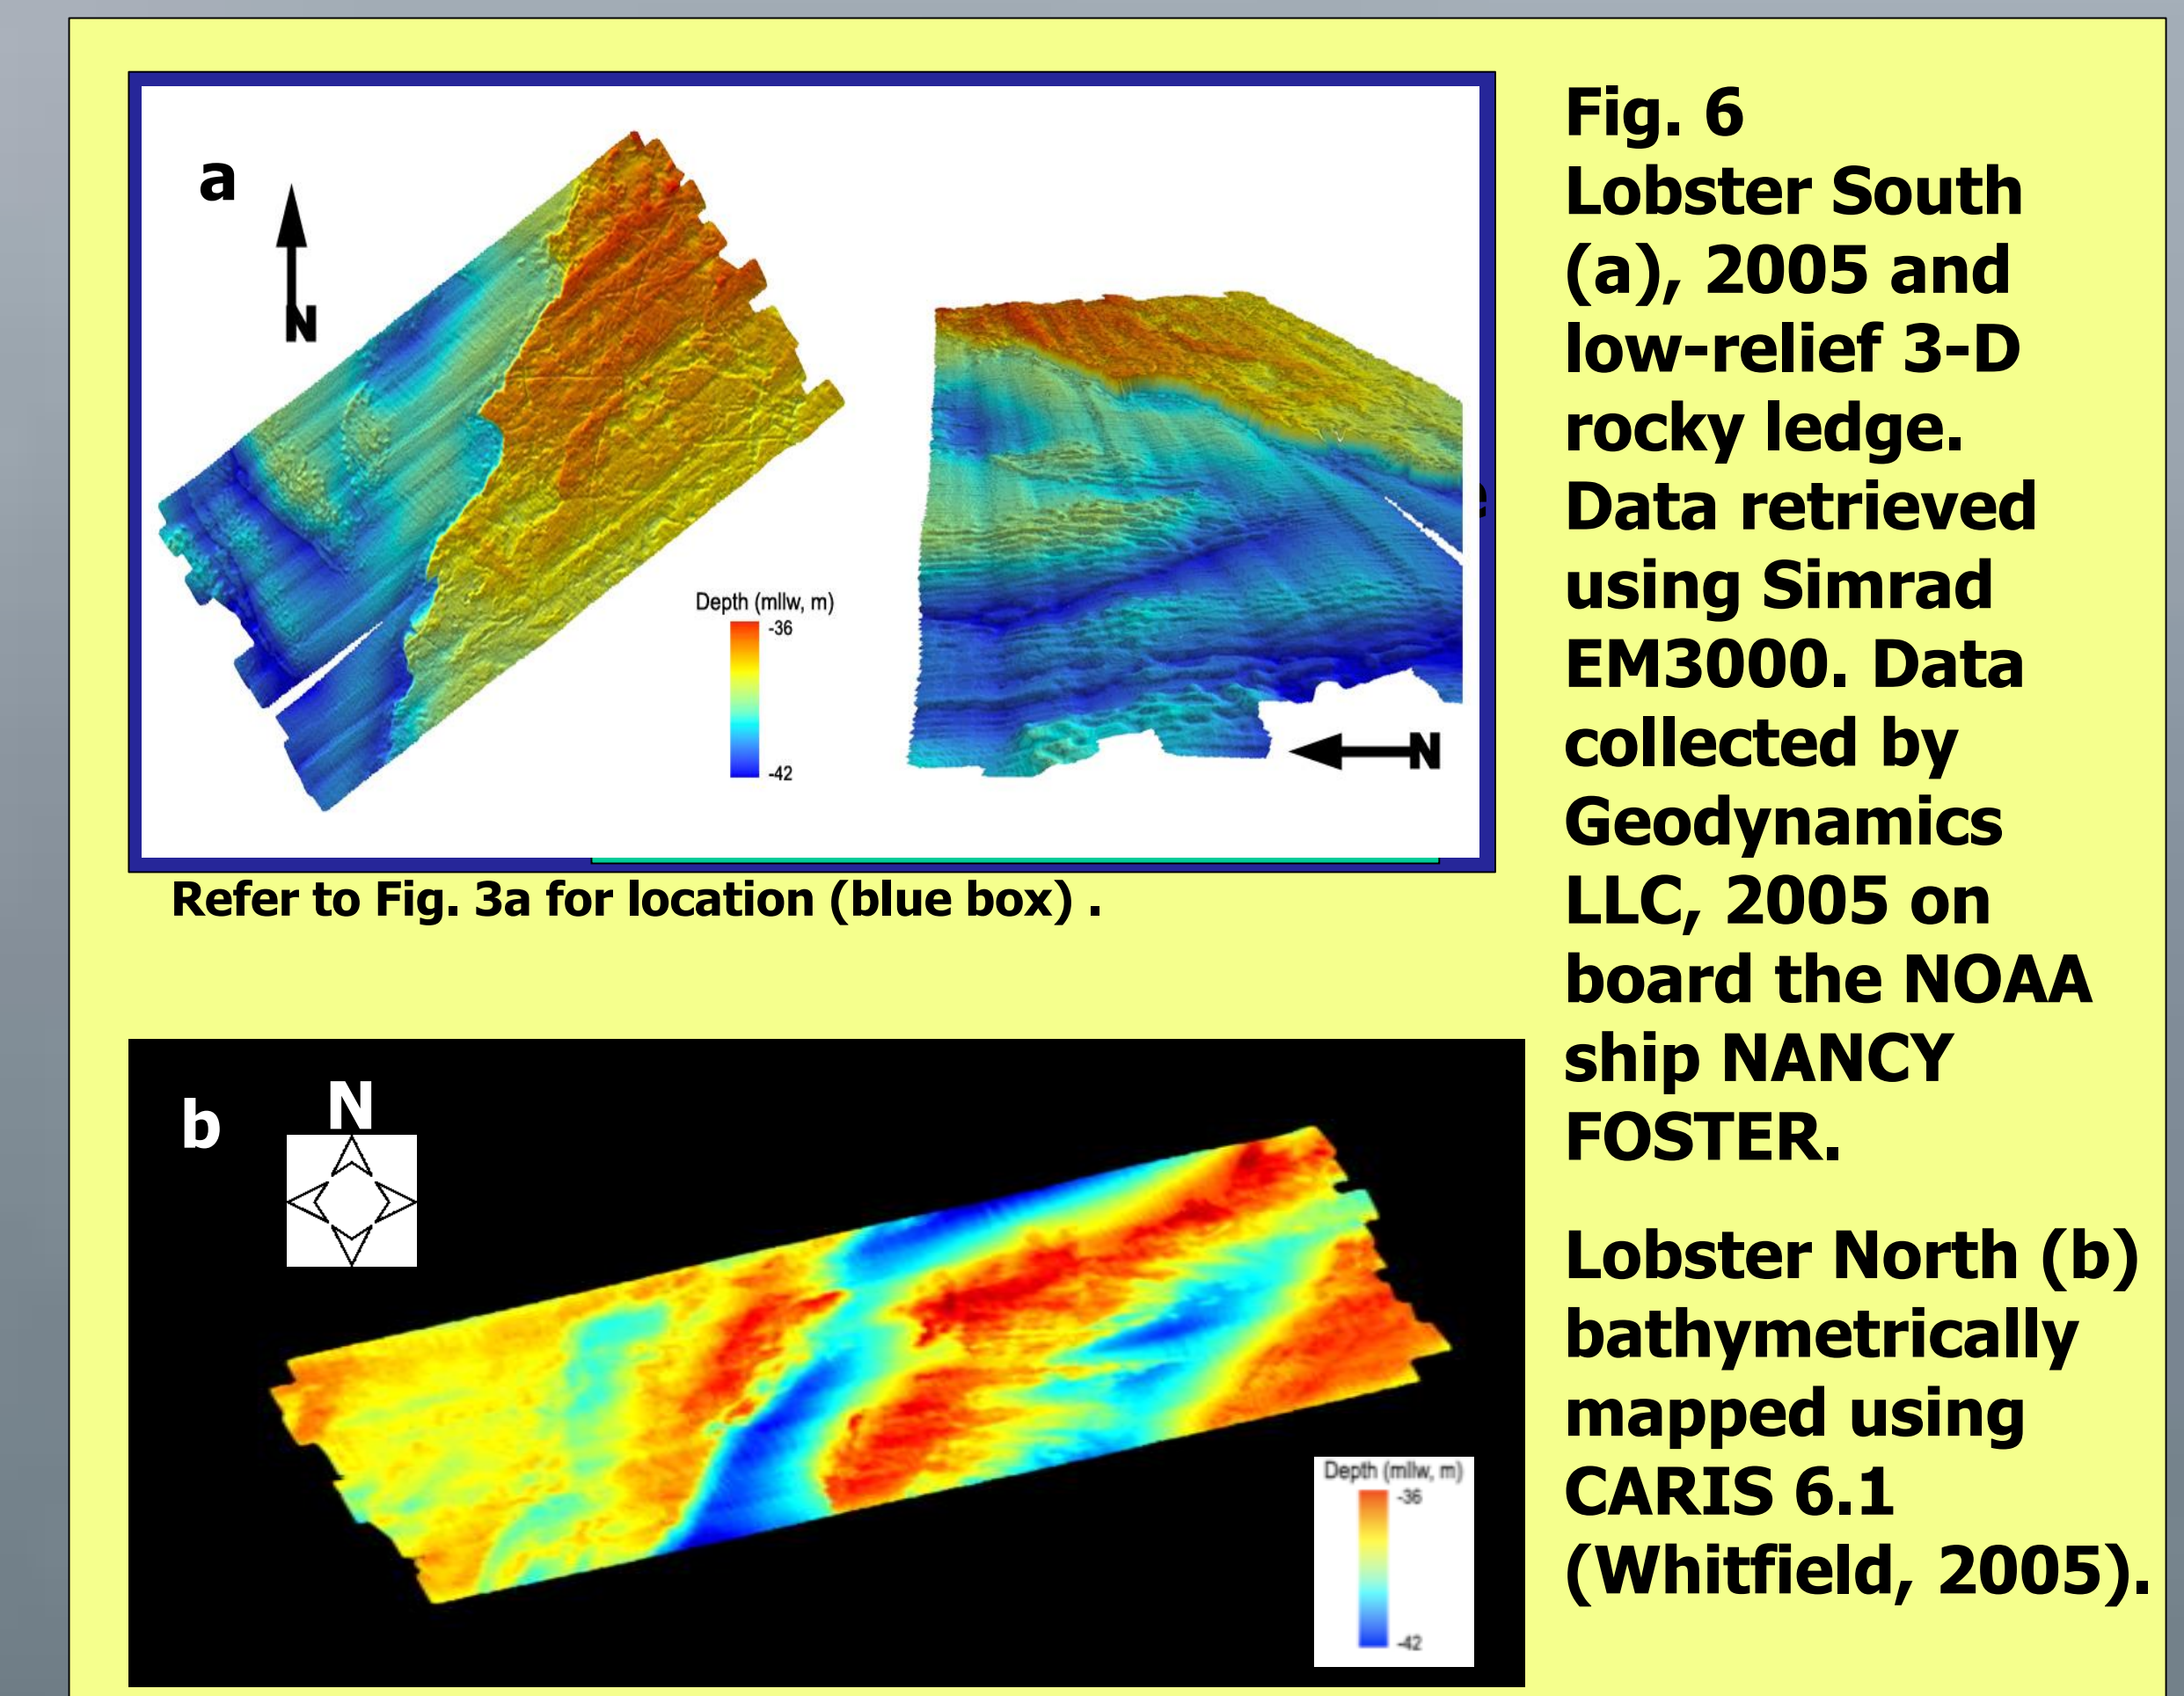 a
N
Depth (mllw, m)
-36
-42
N
Refer to Fig. 3a for location (blue box) .
b
N
Depth (mllw, m)
-36
-42
Fig. 6
Lobster South
(a), 2005 and
low-relief 3-D
rocky ledge.
Data retrieved
using Simrad
EM3000. Data
collected by
Geodynamics
LLC, 2005 on
board the NOAA
ship NANCY
FOSTER.
Lobster North (b)
bathymetrically
mapped using
CARIS 6.1
(Whitfield, 2005).